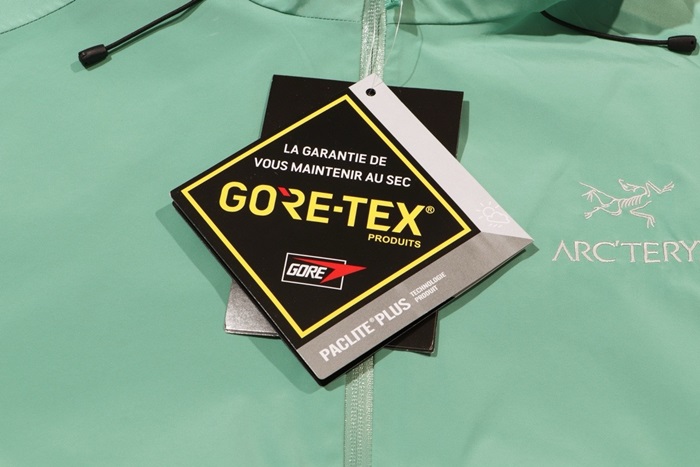 LA GARANTIE DE
VOUS MAINTENIR AU SEC
GORE-TEX®
PRODUITS
GORE
PACLITE® PLUS
TECHNOLOGIE
PRODUIT
ARC'TERY